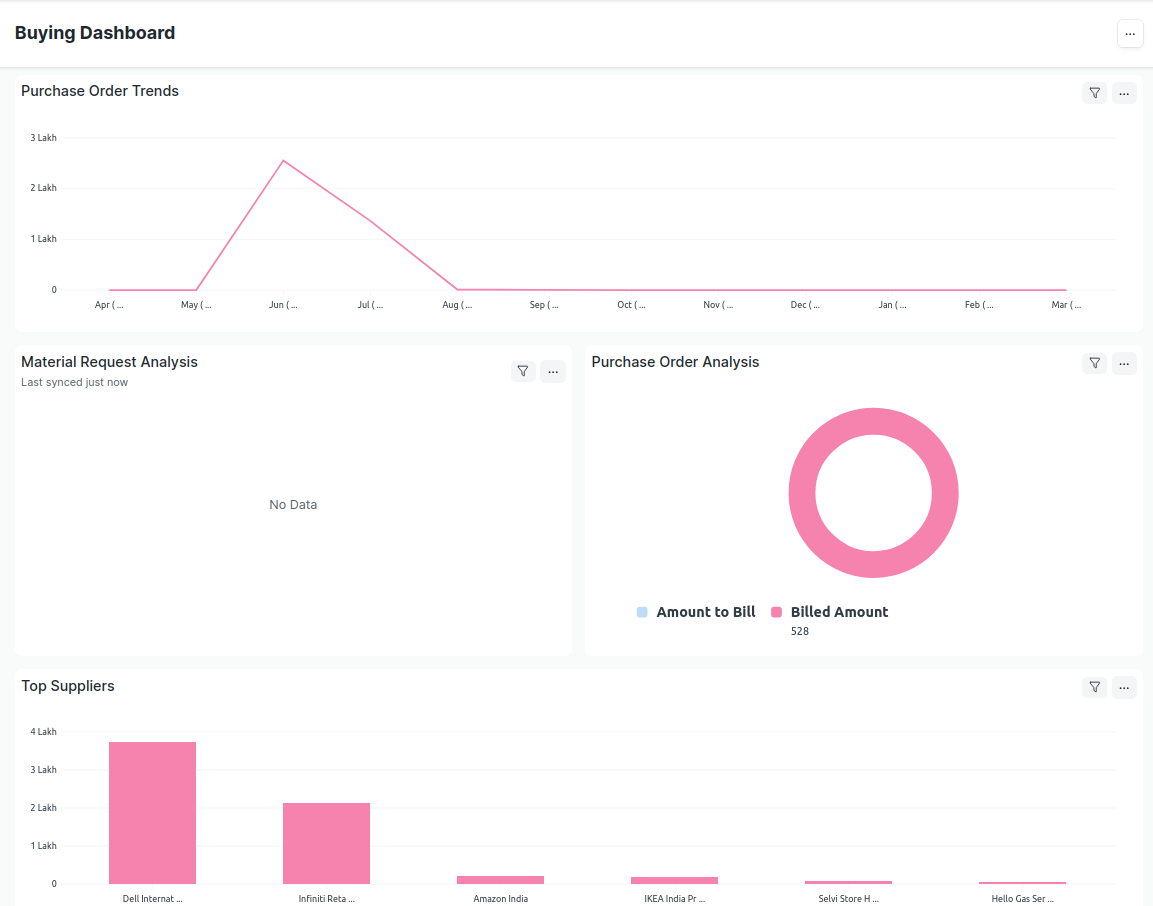 Buying Dashboard
...
Purchase Order Trends
...
3 Lakh
2 Lakh
1 Lakh
0
Apr ( ... May ( ... Jun ( ... Jul ( ... Aug ( ... Sep ( ... Oct ( ... Nov ( ... Dec ( ... Jan ( ... Feb ( ... Mar ( ...
Material Request Analysis
Last synced just now
...
No Data
Purchase Order Analysis
...
Amount to Bill Billed Amount
528
Top Suppliers
...
4 Lakh
3 Lakh
2 Lakh
1 Lakh
0
Dell Internat ... Infiniti Reta ... Amazon India IKEA India Pr ... Selvi Store H ... Hello Gas Ser ...